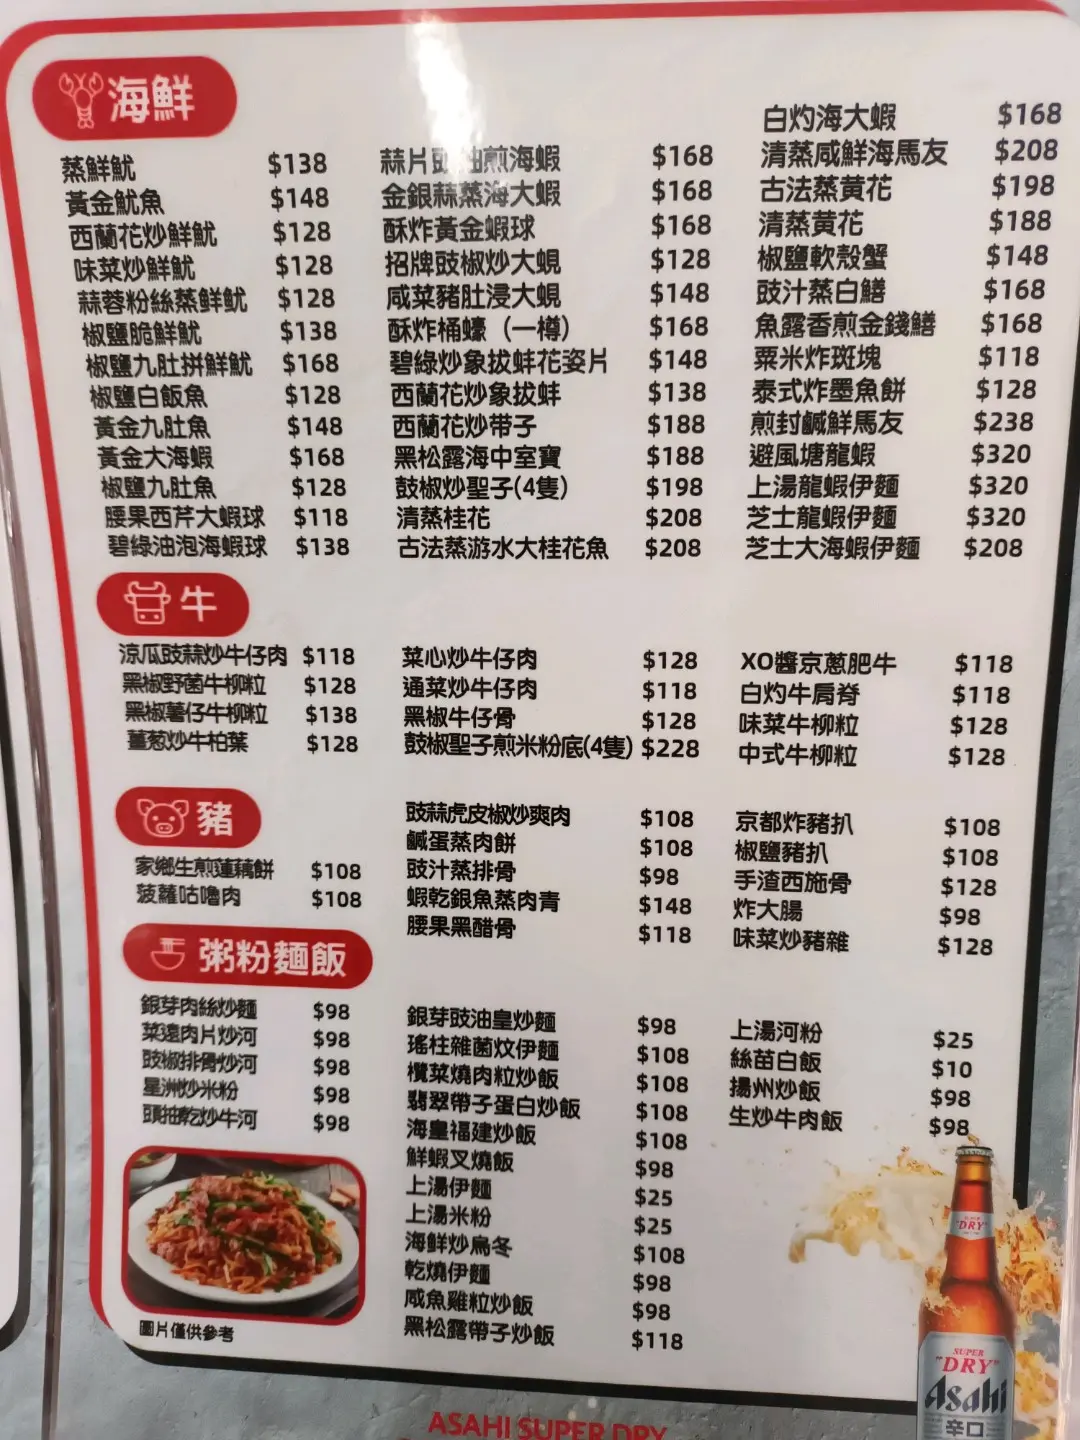 海鮮
蒸鮮魷 $138
黃金魷魚 $148
西蘭花炒鮮魷 $128
味菜炒鮮魷 $128
蒜蓉粉絲蒸鮮魷 $128
椒鹽脆鮮魷 $138
椒鹽九肚拼鮮魷 $168
椒鹽白飯魚 $128
黃金九肚魚 $148
黃金大海蝦 $168
椒鹽九肚魚 $128
腰果西芹大蝦球 $118
碧綠油泡海蝦球 $138
蒜片豉油煎海蝦 $168
金銀蒜蒸海大蝦 $168
酥炸黃金蝦球 $168
招牌豉椒炒大蜆 $128
咸菜豬肚浸大蜆 $148
酥炸桶蠔（一樽） $168
碧綠炒象拔蚌花姿片 $148
西蘭花炒象拔蚌 $138
西蘭花炒帶子 $188
黑松露海中室寶 $188
鼓椒炒聖子(4隻) $198
清蒸桂花 $208
古法蒸游水大桂花魚 $208
白灼海大蝦 $168
清蒸咸鮮海馬友 $208
古法蒸黄花 $198
清蒸黄花 $188
椒鹽軟殼蟹 $148
豉汁蒸白鱔 $168
魚露香煎金錢鱔 $168
粟米炸斑塊 $118
泰式炸墨魚餅 $128
煎封鹹鮮馬友 $238
避風塘龍蝦 $320
上湯龍蝦伊麵 $320
芝士龍蝦伊麵 $320
芝士大海蝦伊麵 $208
牛
涼瓜豉蒜炒牛仔肉 $118
黑椒野菌牛柳粒 $128
黑椒薯仔牛柳粒 $138
薑葱炒牛柏葉 $128
菜心炒牛仔肉 $128
通菜炒牛仔肉 $118
黑椒牛仔骨 $128
鼓椒聖子煎米粉底(4隻) $228
XO醬京蔥肥牛 $118
白灼牛肩脊 $118
味菜牛柳粒 $128
中式牛柳粒 $128
豬
家鄉生煎蓮藕餅 $108
菠蘿咕嚕肉 $108
豉蒜虎皮椒炒爽肉 $108
鹹蛋蒸肉餅 $108
豉汁蒸排骨 $98
蝦乾銀魚蒸肉青 $148
腰果黑醋骨 $118
京都炸豬扒 $108
椒鹽豬扒 $108
手渣西施骨 $128
炸大腸 $98
味菜炒豬雜 $128
粥粉麵飯
銀芽肉絲炒麵 $98
菜遠肉片炒河 $98
豉椒排骨炒河 $98
星洲炒米粉 $98
頭抽乾炒牛河 $98
銀芽豉油皇炒麵 $98
瑤柱雜菌炆伊麵 $108
欖菜燒肉粒炒飯 $108
翡翠帶子蛋白炒飯 $108
海皇福建炒飯 $108
鮮蝦叉燒飯 $98
上湯伊麵 $25
上湯米粉 $25
海鮮炒烏冬 $108
乾燒伊麵 $98
咸魚雞粒炒飯 $98
黑松露帶子炒飯 $118
上湯河粉 $25
絲苗白飯 $10
揚州炒飯 $98
生炒牛肉飯 $98
圖片僅供參考
"DRY"
SUPER
"DRY"
Asahi
辛口
ASAHI SUPER DRY